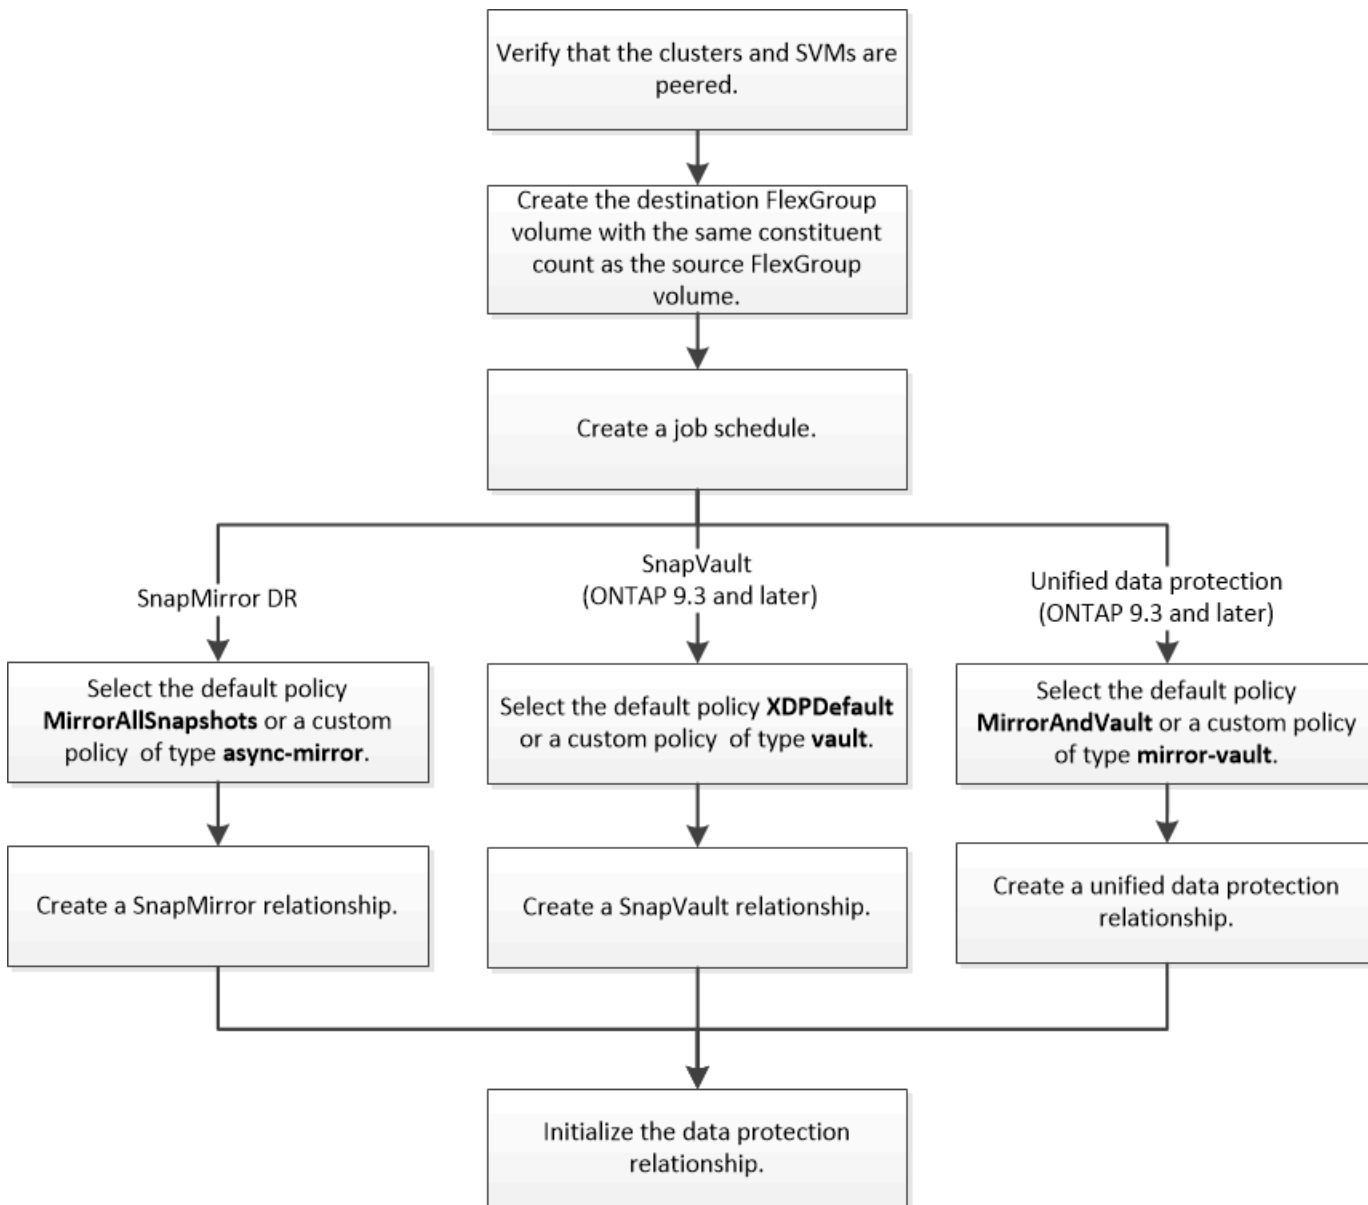 Verify that the clusters and SVMs are
peered.
Create the destination FlexGroup
volume with the same constituent
count as the source FlexGroup
volume.
Create a job schedule.
SnapMirror DR
SnapVault
(ONTAP 9.3 and later)
Unified data protection
(ONTAP 9.3 and later)
Select the default policy
MirrorAllSnapshots or a custom
policy of type async-mirror.
Select the default policy XDPDefault
or a custom policy of type vault.
Select the default policy
MirrorAndVault or a custom policy
of type mirror-vault.
Create a SnapMirror relationship.
Create a SnapVault relationship.
Create a unified data protection
relationship.
Initialize the data protection
relationship.